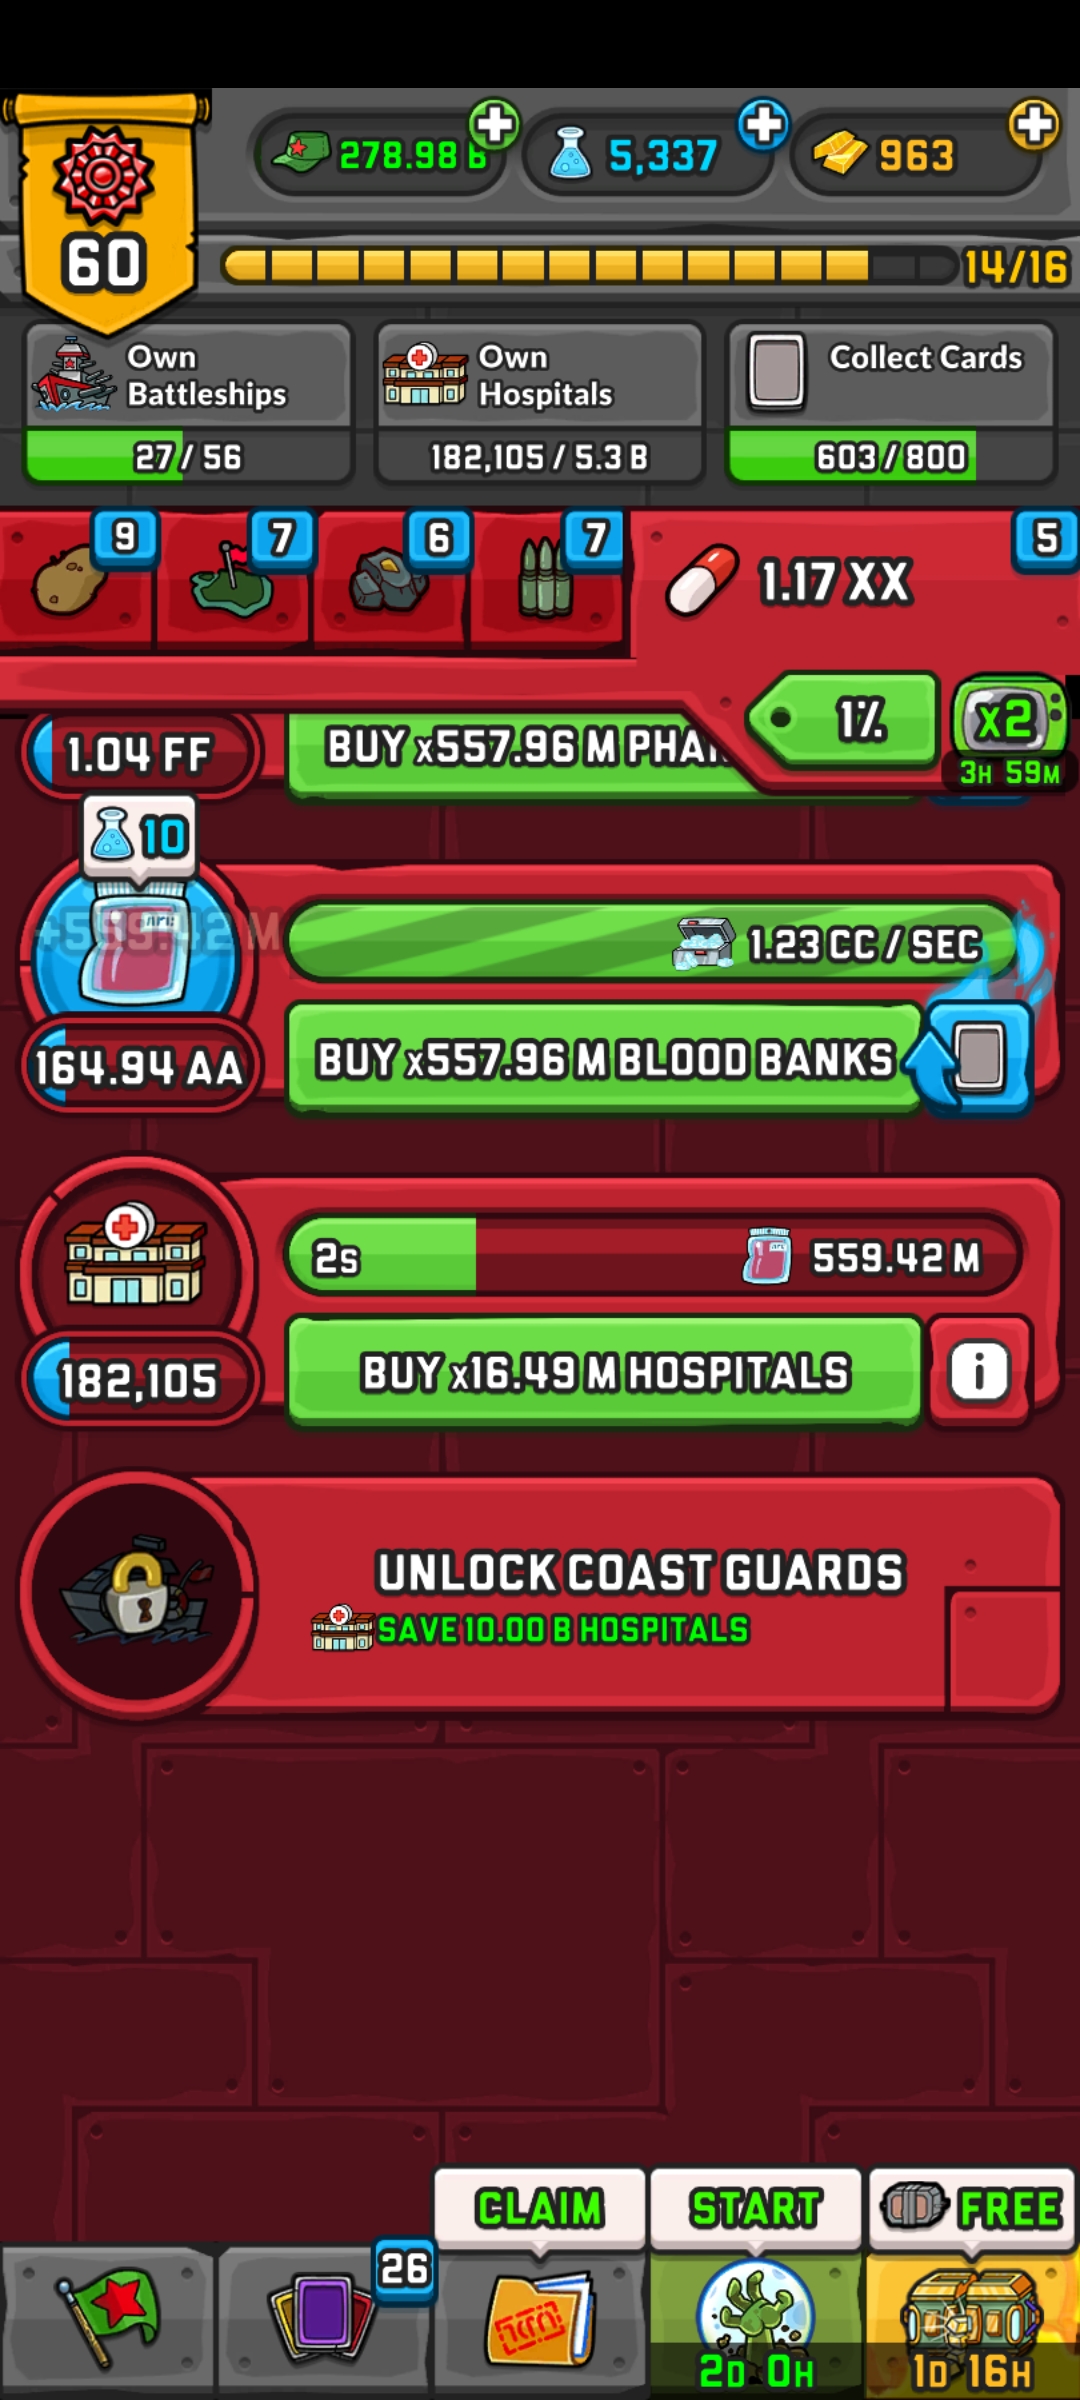 60
278.98 B
5,337
963
14/16
Own
Battleships
27 / 56
Own
Hospitals
182,105 / 5.3 B
Collect Cards
603 / 800
9
7
6
7
1.17 XX
5
1%
x2
3H 59M
1.04 FF
BUY x557.96 M PHA
10
+559.42 M
1.23 CC / SEC
164.94 AA
BUY x557.96 M BLOOD BANKS
2s
559.42 M
182,105
BUY x16.49 M HOSPITALS
i
UNLOCK COAST GUARDS
SAVE 10.00 B HOSPITALS
CLAIM
START
FREE
26
2D 0H
1D 16H